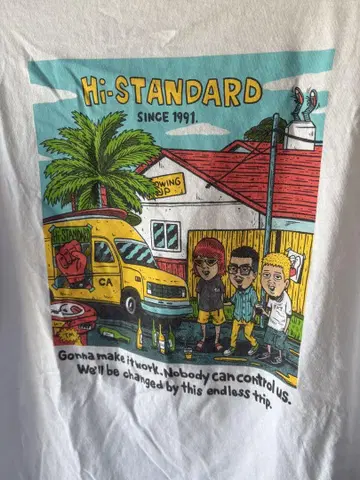 Hi-STANDARD
SINCE 1991.
OWING
UP
CA
Gonna make it work. Nobody can control us.
We'll be changed by this endless trip.